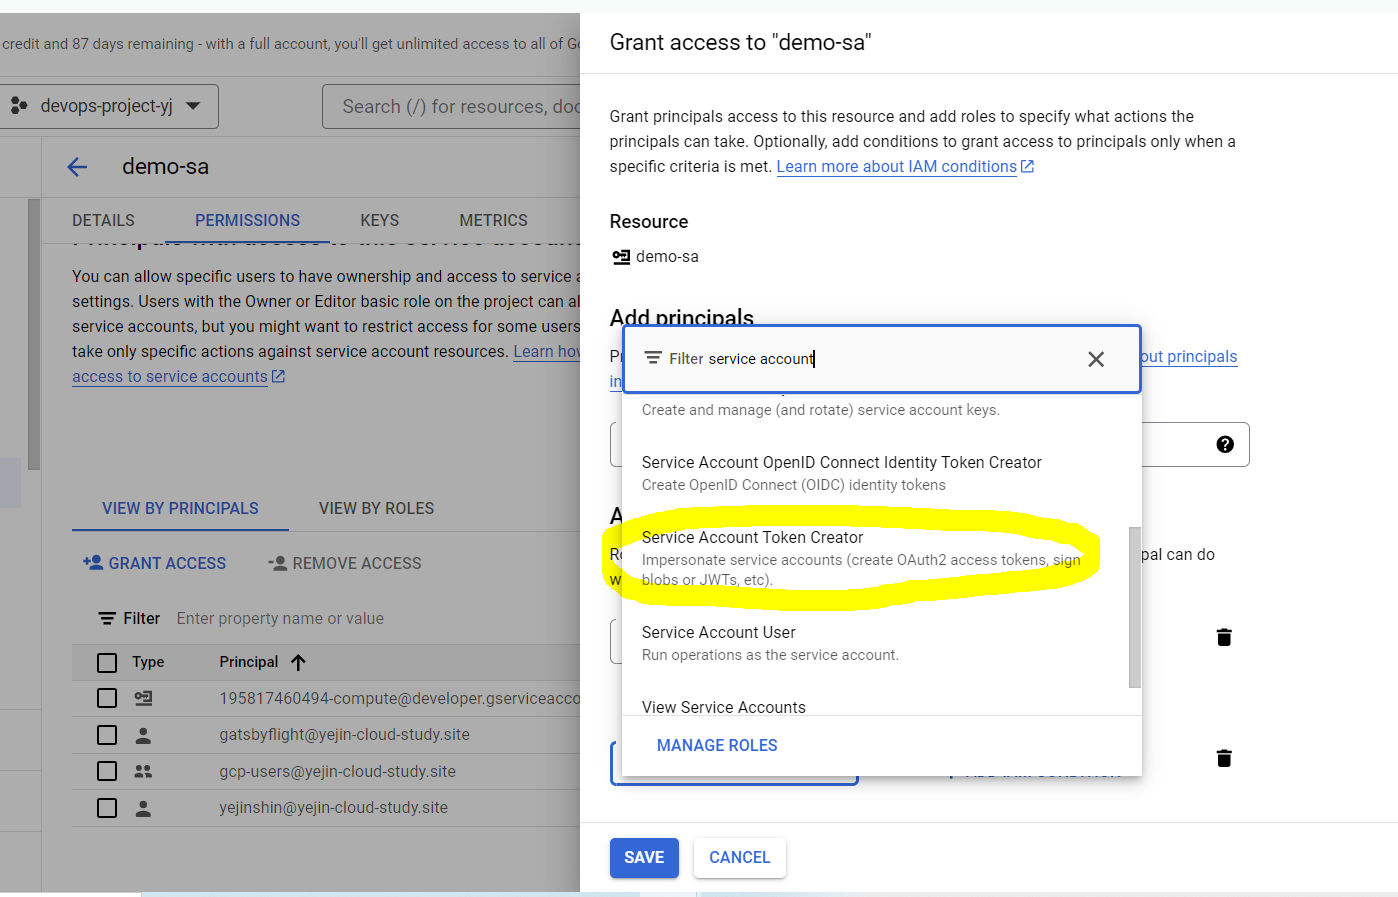 credit and 87 days remaining - with a full account, you'll get unlimited access to all of Go
devops-project-yj
Search (/) for resources, doc
demo-sa
DETAILS
PERMISSIONS
KEYS
METRICS
You can allow specific users to have ownership and access to service a
settings. Users with the Owner or Editor basic role on the project can al
service accounts, but you might want to restrict access for some users
take only specific actions against service account resources. Learn how
access to service accounts
VIEW BY PRINCIPALS
VIEW BY ROLES
GRANT ACCESS
REMOVE ACCESS
Filter Enter property name or value
Type Principal
195817460494-compute@developer.gserviceacco
gatsbyflight@yejin-cloud-study.site
gcp-users@yejin-cloud-study.site
yejinshin@yejin-cloud-study.site
Grant access to "demo-sa"
Grant principals access to this resource and add roles to specify what actions the
principals can take. Optionally, add conditions to grant access to principals only when a
specific criteria is met. Learn more about IAM conditions
Resource
demo-sa
Add principals
out principals
in
Filter service account
Create and manage (and rotate) service account keys.
Service Account OpenID Connect Identity Token Creator
Create OpenID Connect (OIDC) identity tokens
Service Account Token Creator
Impersonate service accounts (create OAuth2 access tokens, sign
blobs or JWTs, etc).
pal can do
Service Account User
Run operations as the service account.
View Service Accounts
MANAGE ROLES
SAVE
CANCEL